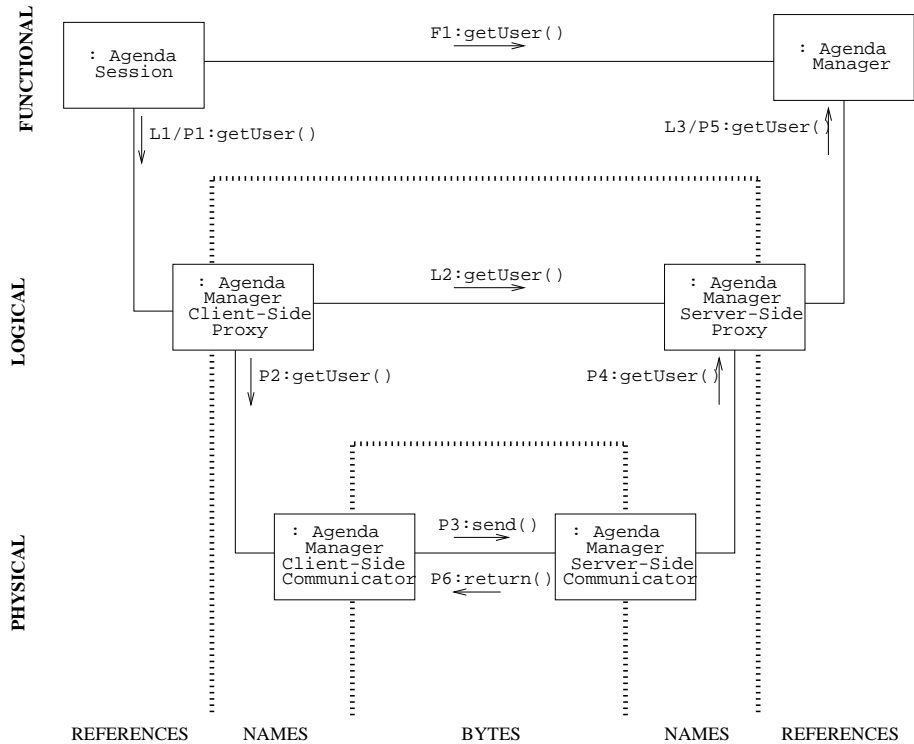 FUNCTIONAL
: Agenda
Session
F1:getUser()
: Agenda
Manager
L1/P1:getUser()
L3/P5:getUser()
LOGICAL
: Agenda
Manager
Client-Side
Proxy
L2:getUser()
: Agenda
Manager
Server-Side
Proxy
P2:getUser()
P4:getUser()
PHYSICAL
: Agenda
Manager
Client-Side
Communicator
P3:send()
P6:return()
: Agenda
Manager
Server-Side
Communicator
REFERENCES
NAMES
BYTES
NAMES
REFERENCES